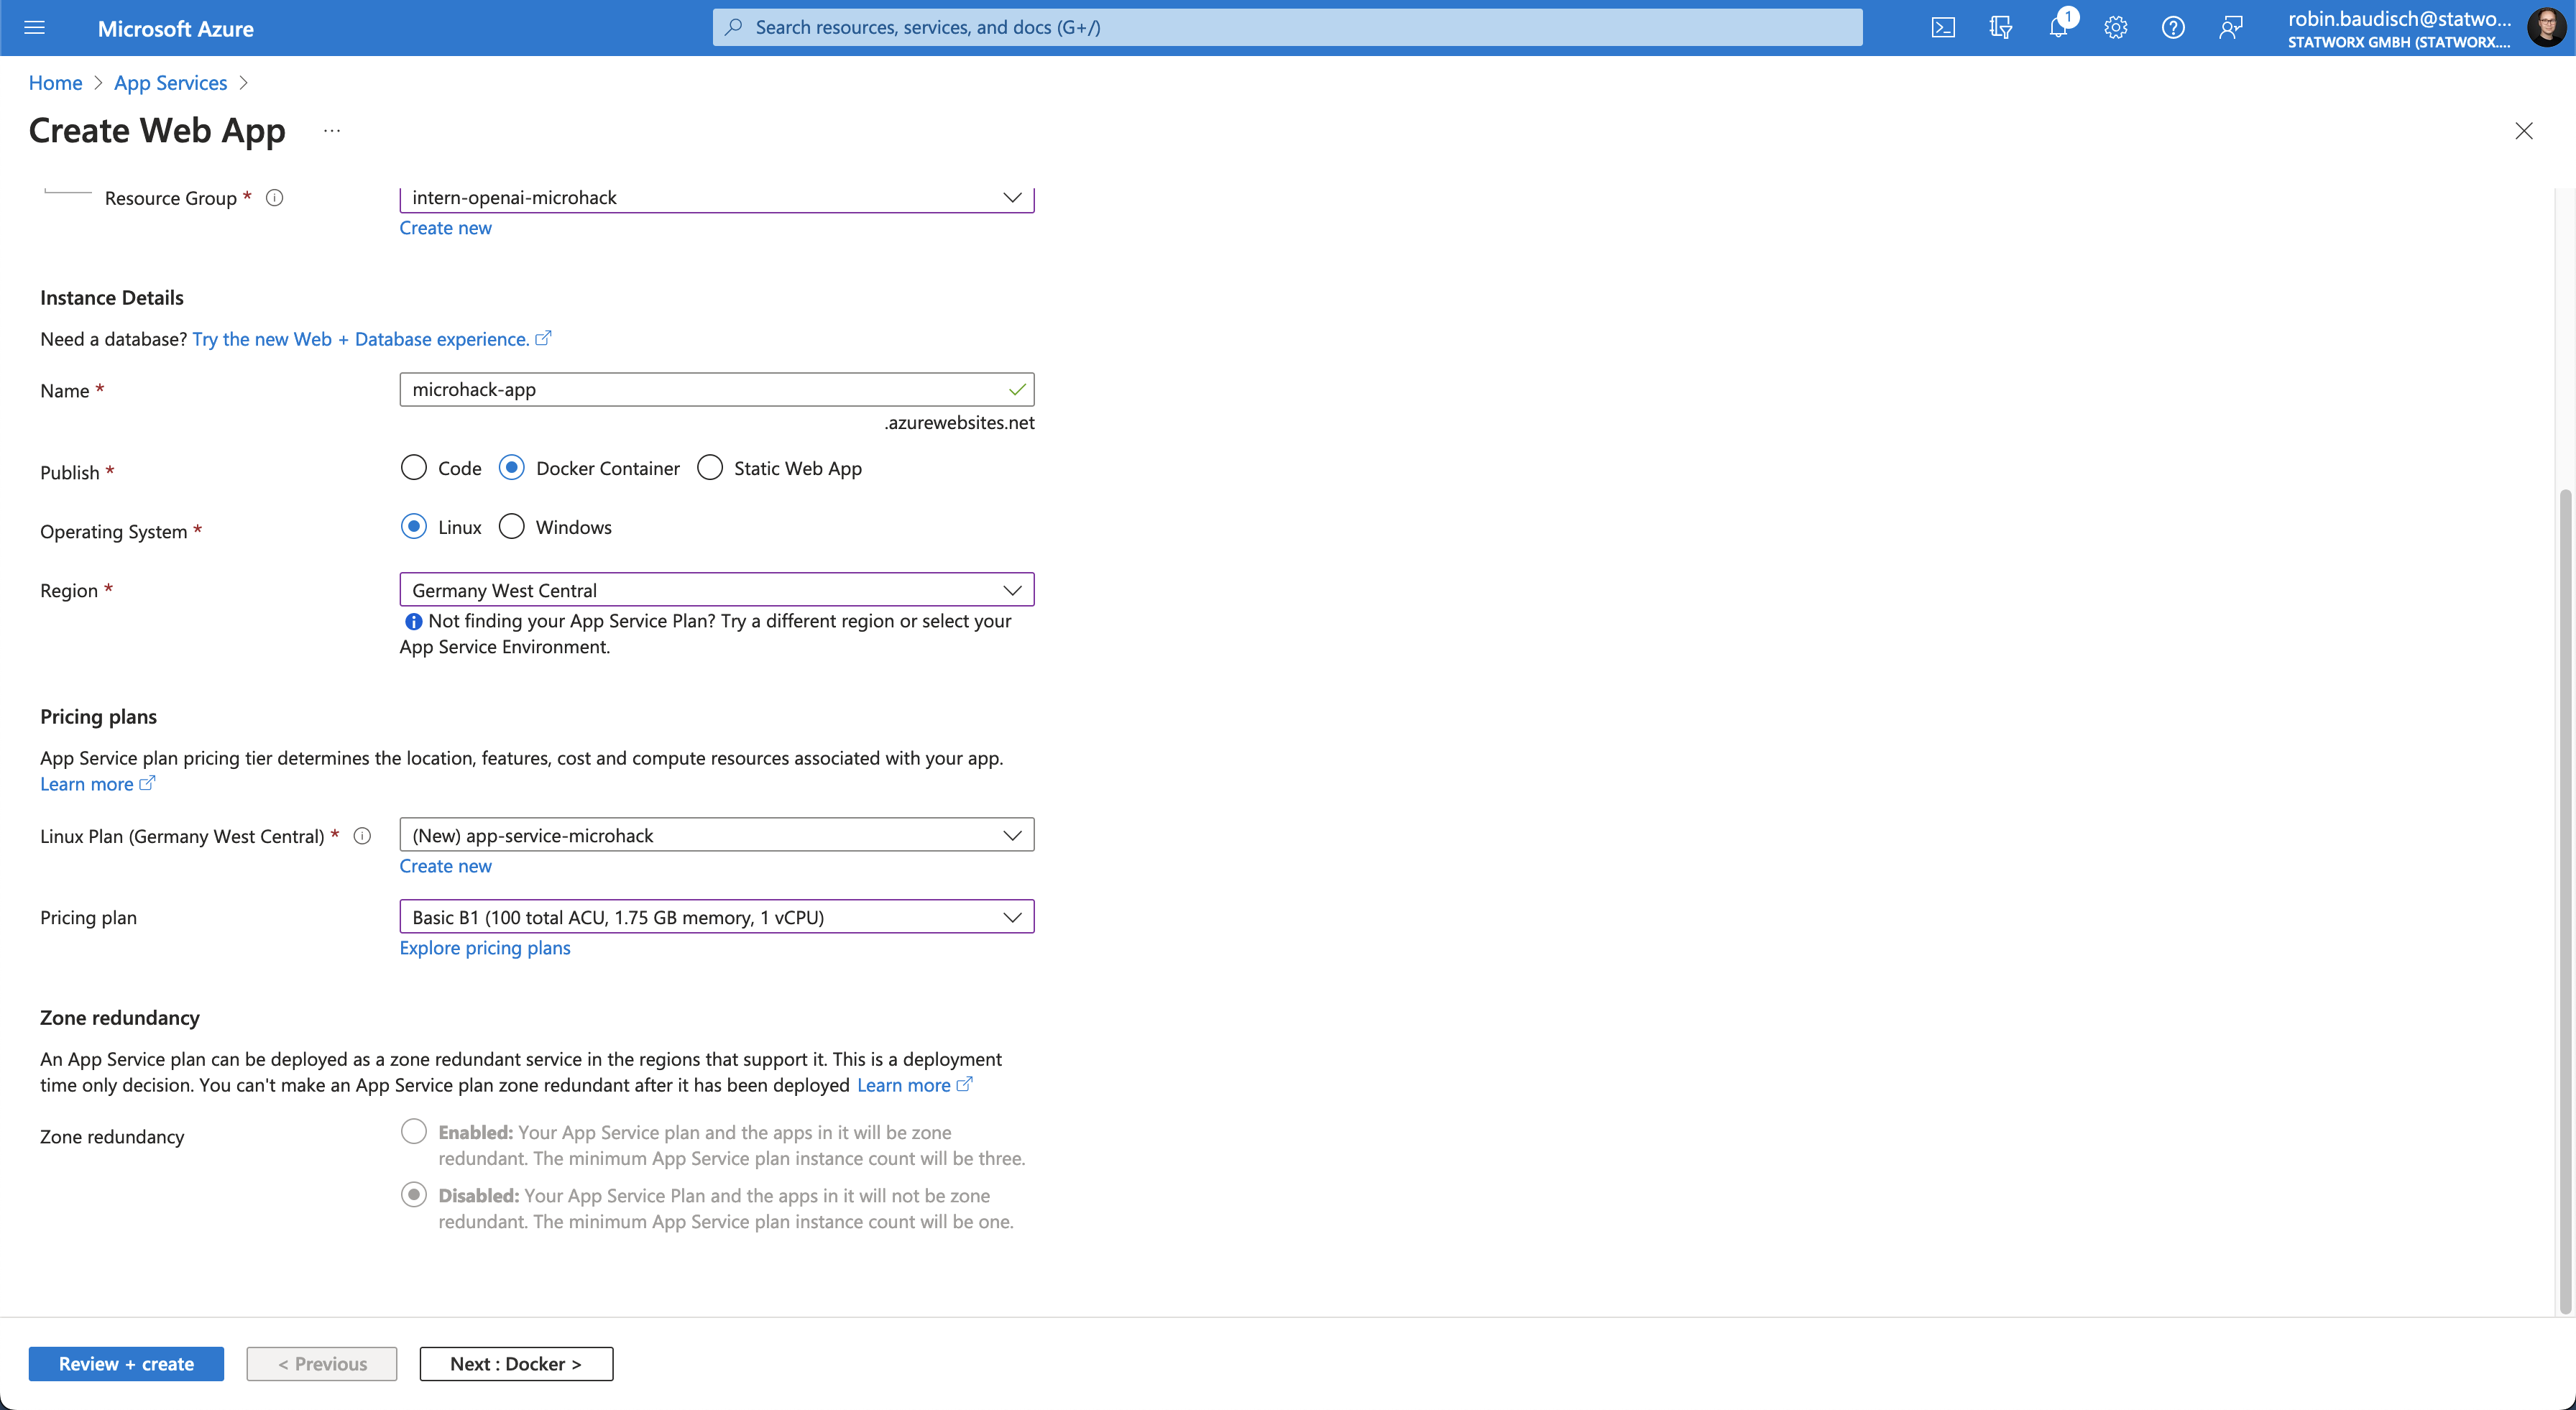 Microsoft Azure
Search resources, services, and docs (G+/)
1
robin.baudisch@statwo...
STATWORX GMBH (STATWORX....
Home > App Services >
Create Web App ...
Resource Group *
intern-openai-microhack
Create new
Instance Details
Need a database? Try the new Web + Database experience.
Name *
microhack-app
.azurewebsites.net
Publish *
Code Docker Container Static Web App
Operating System *
Linux Windows
Region *
Germany West Central
Not finding your App Service Plan? Try a different region or select your
App Service Environment.
Pricing plans
App Service plan pricing tier determines the location, features, cost and compute resources associated with your app.
Learn more
Linux Plan (Germany West Central) *
(New) app-service-microhack
Create new
Pricing plan
Basic B1 (100 total ACU, 1.75 GB memory, 1 vCPU)
Explore pricing plans
Zone redundancy
An App Service plan can be deployed as a zone redundant service in the regions that support it. This is a deployment
time only decision. You can't make an App Service plan zone redundant after it has been deployed Learn more
Zone redundancy
Enabled: Your App Service plan and the apps in it will be zone
redundant. The minimum App Service plan instance count will be three.
Disabled: Your App Service Plan and the apps in it will not be zone
redundant. The minimum App Service plan instance count will be one.
Review + create
< Previous
Next : Docker >